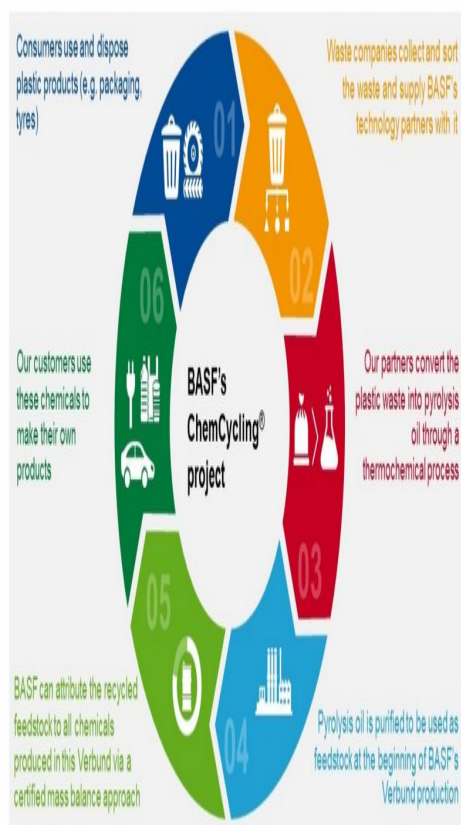 Consumers use and dispose
plastic products (e.g. packaging,
tyres)
01
Waste companies collect and sort
the waste and supply BASF's
technology partners with it
02
Our partners convert the
plastic waste into pyrolysis
oil through a
thermochemical process
03
Pyrolysis oil is purified to be used as
feedstock at the beginning of BASF's
Verbund production
04
BASF can attribute the recycled
feedstock to all chemicals
produced in this Verbund via a
certified mass balance approach
05
Our customers use
these chemicals to
make their own
products
06
BASF's
ChemCycling®
project